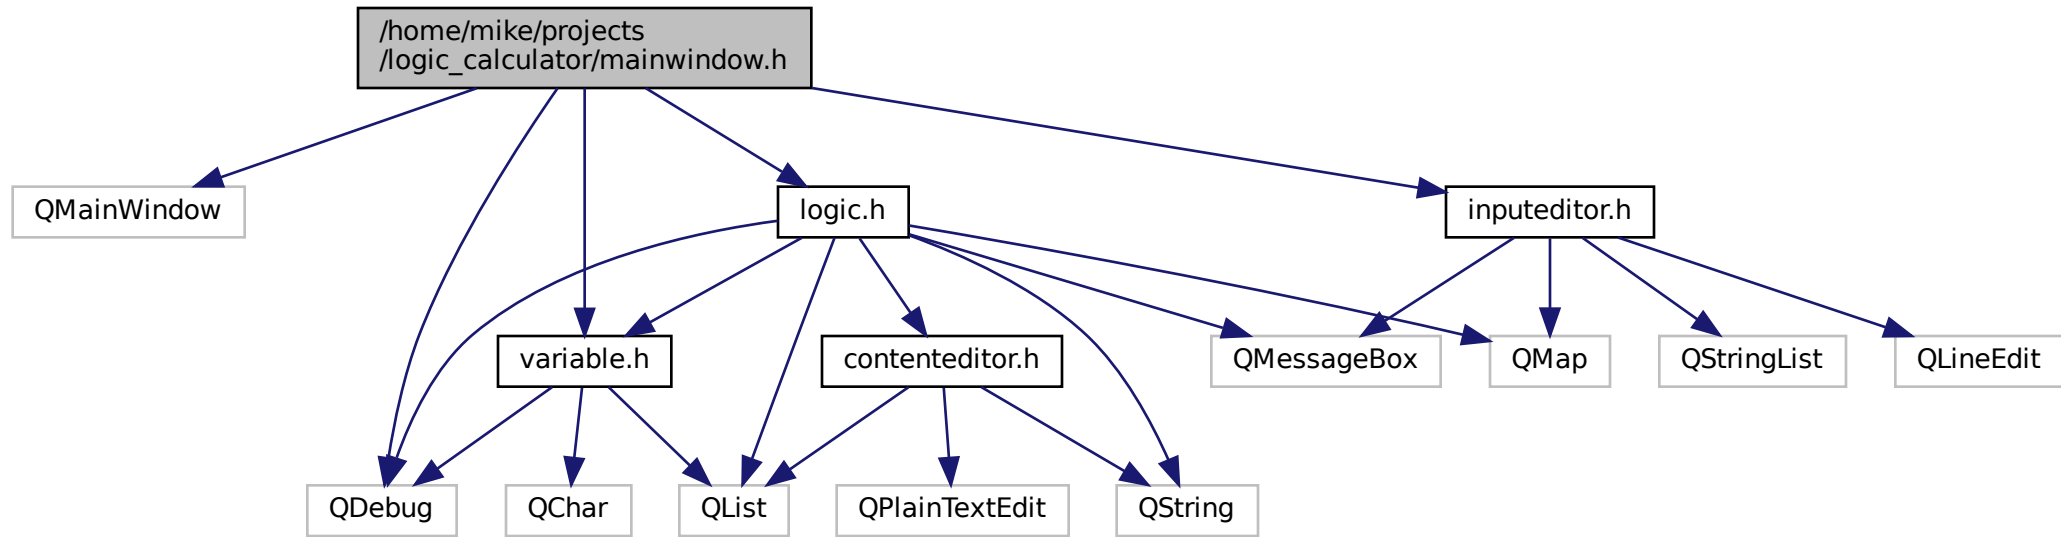 /home/mike/projects
/logic_calculator/mainwindow.h
QMainWindow
logic.h
inputeditor.h
variable.h
contenteditor.h
QMessageBox
QMap
QStringList
QLineEdit
QDebug
QChar
QList
QPlainTextEdit
QString